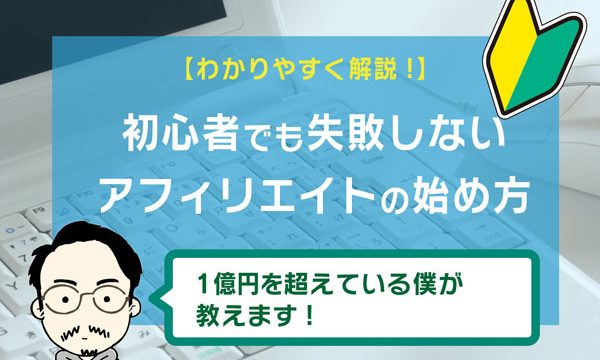 【わかりやすく解説！】
初心者でも失敗しない
アフィリエイトの始め方
1億円を超えている僕が
教えます！